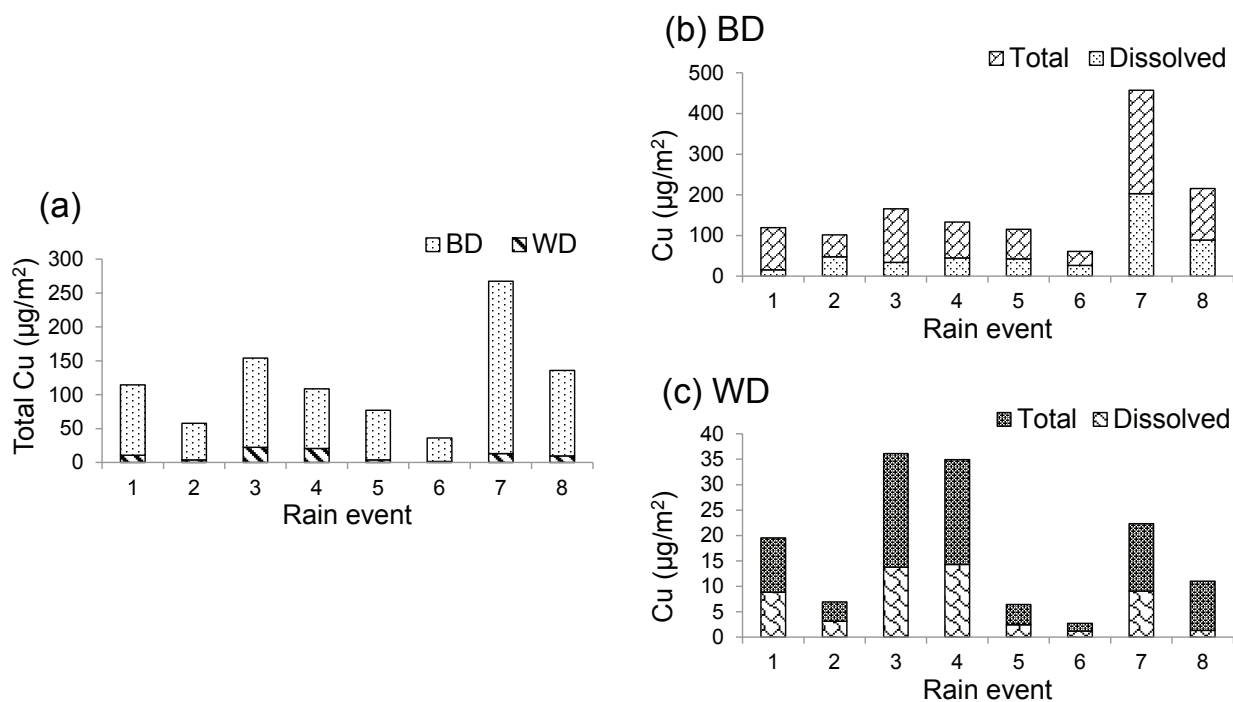 (a)
BD WD
Total Cu (µg/m²)
300
250
200
150
100
50
0
1 2 3 4 5 6 7 8
Rain event
(b) BD
Total Dissolved
Cu (µg/m²)
500
400
300
200
100
0
1 2 3 4 5 6 7 8
Rain event
(c) WD
Total Dissolved
Cu (µg/m²)
40
35
30
25
20
15
10
5
0
1 2 3 4 5 6 7 8
Rain event